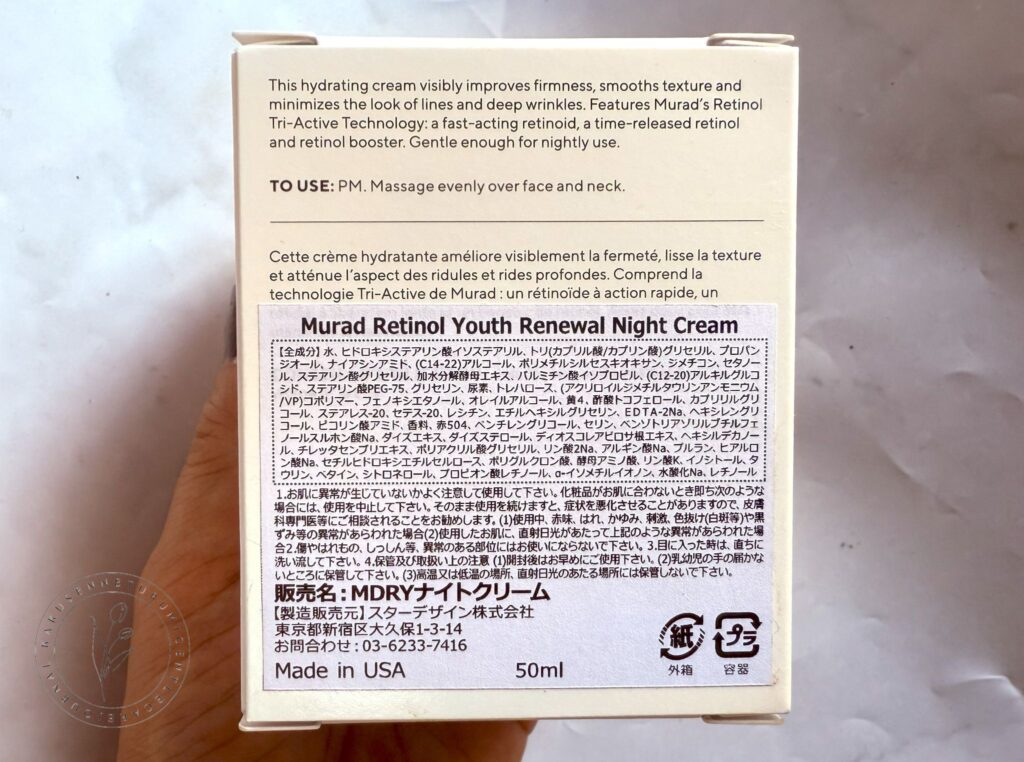 This hydrating cream visibly improves firmness, smooths texture and
minimizes the look of lines and deep wrinkles. Features Murad's Retinol
Tri-Active Technology: a fast-acting retinoid, a time-released retinol
and retinol booster. Gentle enough for nightly use.
TO USE: PM. Massage evenly over face and neck.
Cette crème hydratante améliore visiblement la fermeté, lisse la texture
et atténue l'aspect des ridules et rides profondes. Comprend la
technologie Tri-Active de Murad : un rétinoïde à action rapide, un
Murad Retinol Youth Renewal Night Cream
【全成分】水、ヒドロキシステアリン酸イソステアリル、トリ(カプリル酸/カプリン酸)グリセリル、プロパン
ジオール、ナイアシンアミド、(C14-22)アルコール、ポリメチルシルセスキオキサン、ジメチコン、セタノー
ル、ステアリン酸グリセリル、加水分解酵母エキス、パルミチン酸イソプロピル、(C12-20)アルキルグルコ
シド、ステアリン酸PEG-75、グリセリン、尿素、トレハロース、(アクリロイルジメチルタウリンアンモニウム
/VP)コポリマー、フェノキシエタノール、オレイルアルコール、黄4、酢酸トコフェロール、カプリリルグリ
コール、ステアレス-20、セテス-20、レシチン、エチルヘキシルグリセリン、EDTA-2Na、ヘキシレングリ
コール、ピコリン酸アミド、香料、赤504、ペンチレングリコール、セリン、ベンゾトリアゾリルブチルフェ
ノールスルホン酸Na、ダイズエキス、ダイズステロール、ディオスコレアビロサ根エキス、ヘキシルデカノー
ル、チレッタセンブリエキス、ポリアクリル酸グリセリル、リン酸2Na、アルギン酸Na、プルラン、ヒアルロ
ン酸Na、セチルヒドロキシエチルセルロース、ポリグルクロン酸、酵母アミノ酸、リン酸K、イノシトール、タ
ウリン、ベタイン、シトロネロール、プロピオン酸レチノール、α-イソメチルイオノン、水酸化Na、レチノール
1.お肌に異常が生じていないかよく注意して使用して下さい。化粧品がお肌に合わないとき即ち次のような
場合には、使用を中止して下さい。そのまま使用を続けますと、症状を悪化させることがありますので、皮膚
科専門医等にご相談されることをお勧めします。(1)使用中、赤味、はれ、かゆみ、刺激、色抜け(白斑等)や黒
ずみ等の異常があらわれた場合(2)使用したお肌に、直射日光があたって上記のような異常があらわれた場
合2.傷やはれもの、しっしん等、異常のある部位にはお使いにならないで下さい。3.目に入った時は、直ちに
洗い流して下さい。4.保管及び取扱い上の注意 (1)開封後はお早めにご使用下さい。(2)乳幼児の手の届かな
いところに保管して下さい。(3)高温又は低温の場所、直射日光のあたる場所には保管しないで下さい。
販売名：MDRYナイトクリーム
【製造販売元】スターデザイン株式会社
東京都新宿区大久保1-3-14
お問合わせ：03-6233-7416
Made in USA 50ml
紙 プラ
外箱 容器